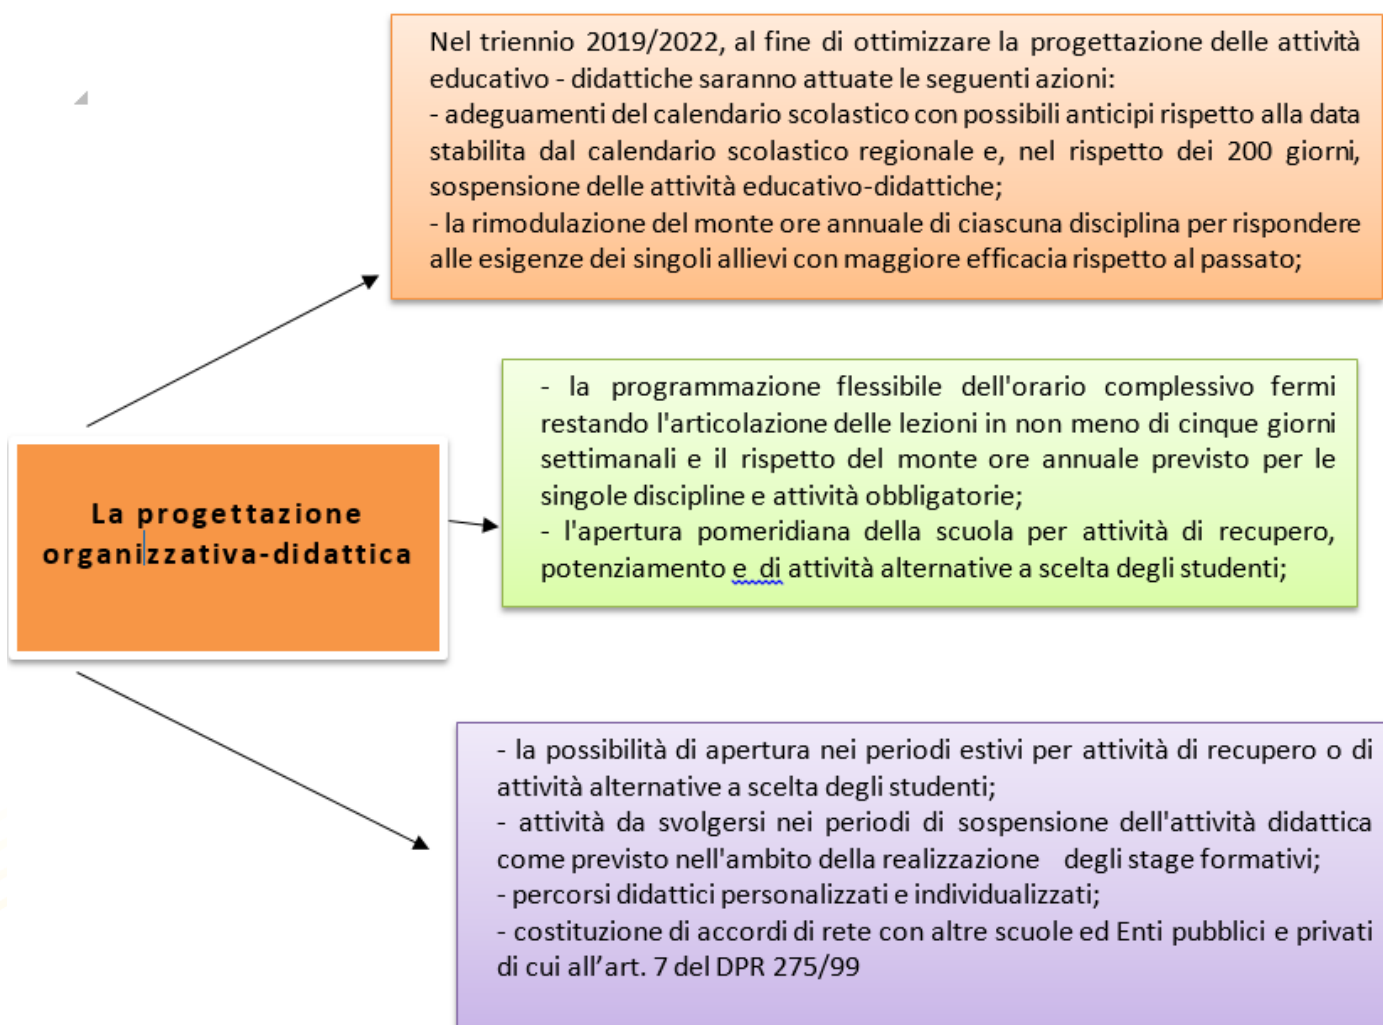 Nel triennio 2019/2022, al fine di ottimizzare la progettazione delle attività
educativo - didattiche saranno attuate le seguenti azioni:
- adeguamenti del calendario scolastico con possibili anticipi rispetto alla data
stabilita dal calendario scolastico regionale e, nel rispetto dei 200 giorni,
sospensione delle attività educativo-didattiche;
- la rimodulazione del monte ore annuale di ciascuna disciplina per rispondere
alle esigenze dei singoli allievi con maggiore efficacia rispetto al passato;
La progettazione
organizzativa-didattica
- la programmazione flessibile dell'orario complessivo fermi
restando l'articolazione delle lezioni in non meno di cinque giorni
settimanali e il rispetto del monte ore annuale previsto per le
singole discipline e attività obbligatorie;
- l'apertura pomeridiana della scuola per attività di recupero,
potenziamento e di attività alternative a scelta degli studenti;
- la possibilità di apertura nei periodi estivi per attività di recupero o di
attività alternative a scelta degli studenti;
- attività da svolgersi nei periodi di sospensione dell'attività didattica
come previsto nell'ambito della realizzazione degli stage formativi;
- percorsi didattici personalizzati e individualizzati;
- costituzione di accordi di rete con altre scuole ed Enti pubblici e privati
di cui all’art. 7 del DPR 275/99